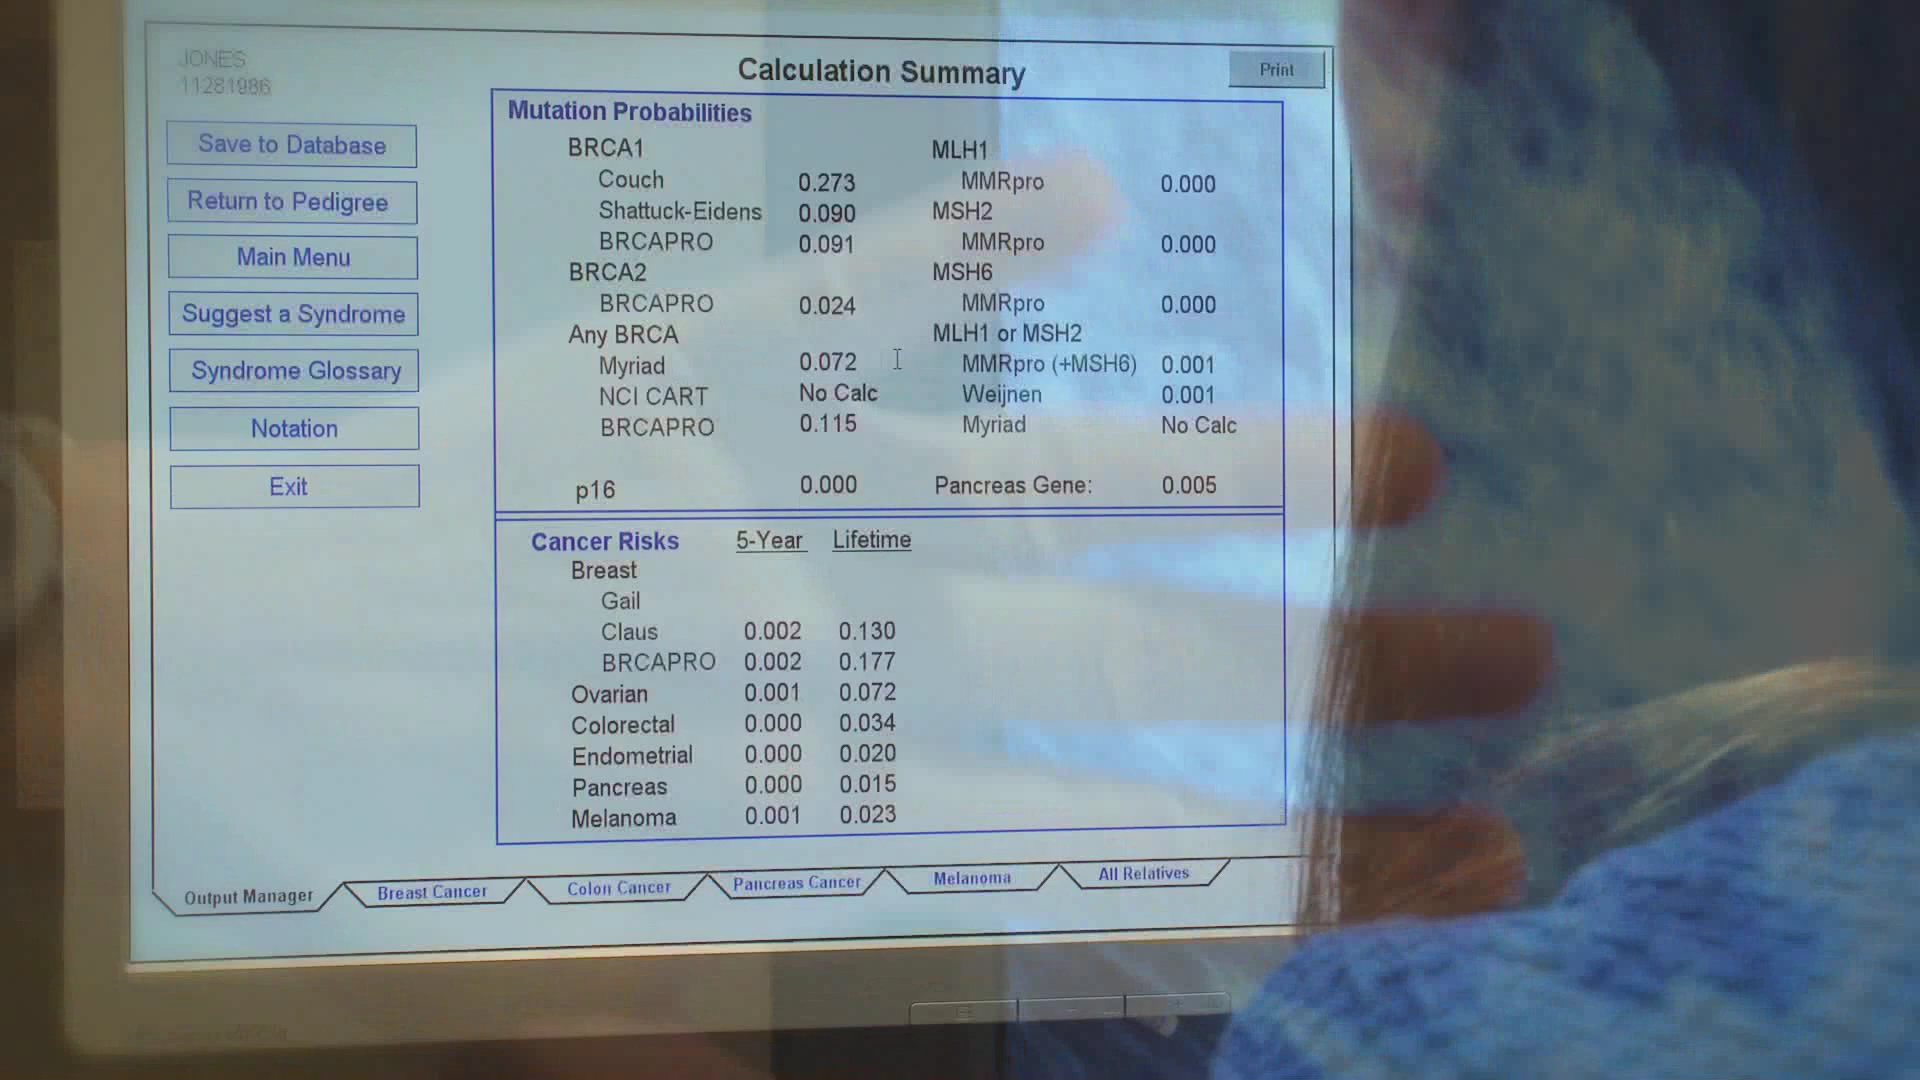 JONES
11281986
Calculation Summary
Print
Save to Database
Return to Pedigree
Main Menu
Suggest a Syndrome
Syndrome Glossary
Notation
Exit
Mutation Probabilities
BRCA1
Couch 0.273
Shattuck-Eidens 0.090
BRCAPRO 0.091
BRCA2
BRCAPRO 0.024
Any BRCA
Myriad 0.072
NCI CART No Calc
BRCAPRO 0.115
p16 0.000
MLH1
MMRpro 0.000
MSH2
MMRpro 0.000
MSH6
MMRpro 0.000
MLH1 or MSH2
MMRpro (+MSH6) 0.001
Weijnen 0.001
Myriad No Calc
Pancreas Gene: 0.005
Cancer Risks 5-Year Lifetime
Breast
Gail
Claus 0.002 0.130
BRCAPRO 0.002 0.177
Ovarian 0.001 0.072
Colorectal 0.000 0.034
Endometrial 0.000 0.020
Pancreas 0.000 0.015
Melanoma 0.001 0.023
Output Manager Breast Cancer Colon Cancer Pancreas Cancer Melanoma All Relatives